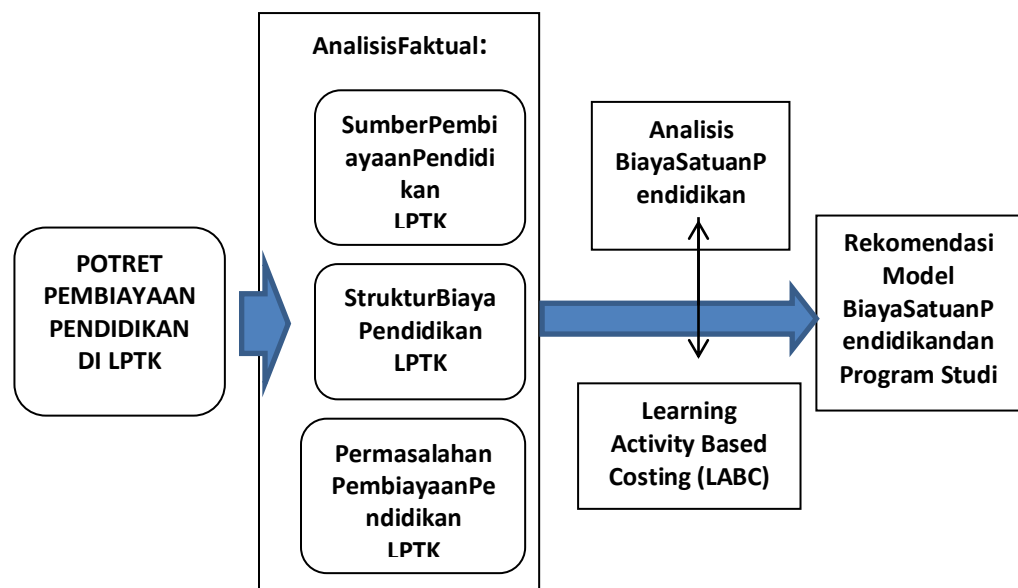 POTRET
PEMBIAYAAN
PENDIDIKAN
DI LPTK
AnalisisFaktual:
SumberPembi
ayaanPendidi
kan
LPTK
StrukturBiaya
Pendidikan
LPTK
Permasalahan
PembiayaanPe
ndidikan
LPTK
Analisis
BiayaSatuanP
endidikan
Learning
Activity Based
Costing (LABC)
Rekomendasi
Model
BiayaSatuanP
endidikandan
Program Studi